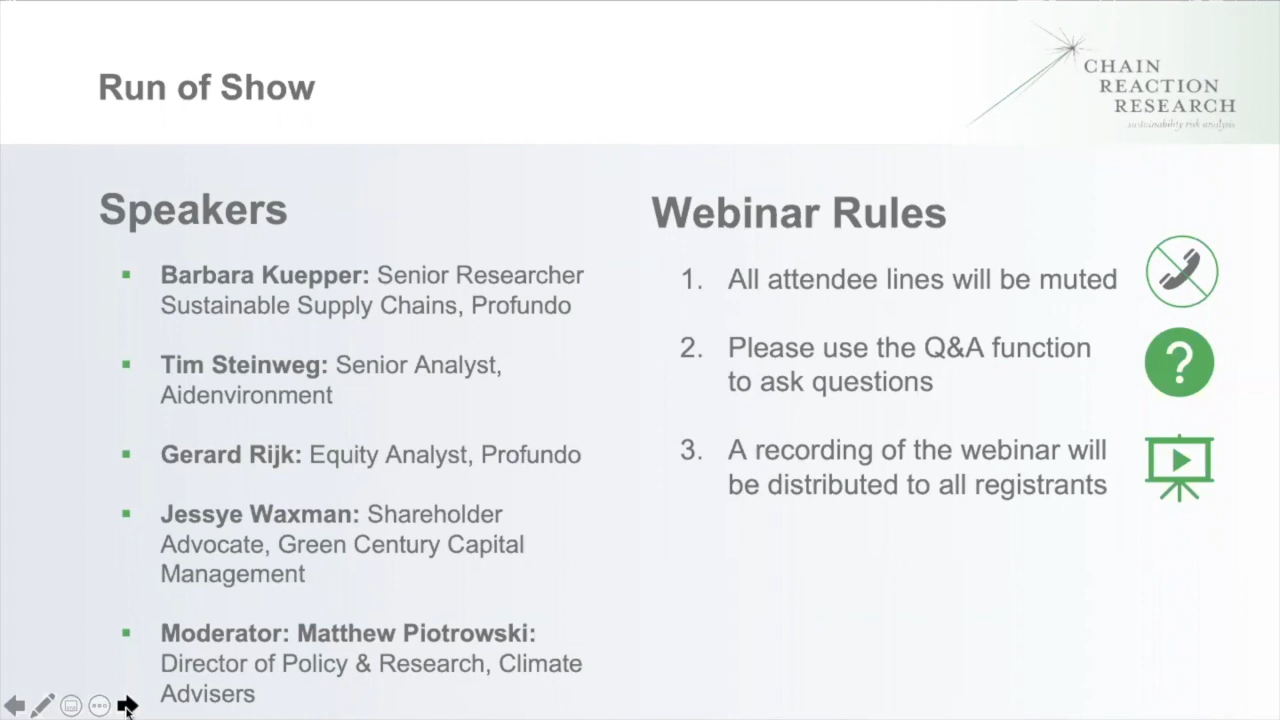 Run of Show
CHAIN
REACTION
RESEARCH
sustainability risk analysis
Speakers
Barbara Kuepper: Senior Researcher
Sustainable Supply Chains, Profundo
Tim Steinweg: Senior Analyst,
Aidenvironment
Gerard Rijk: Equity Analyst, Profundo
Jessye Waxman: Shareholder
Advocate, Green Century Capital
Management
Moderator: Matthew Piotrowski:
Director of Policy & Research, Climate
Advisers
Webinar Rules
1. All attendee lines will be muted
2. Please use the Q&A function
to ask questions
?
3. A recording of the webinar will
be distributed to all registrants